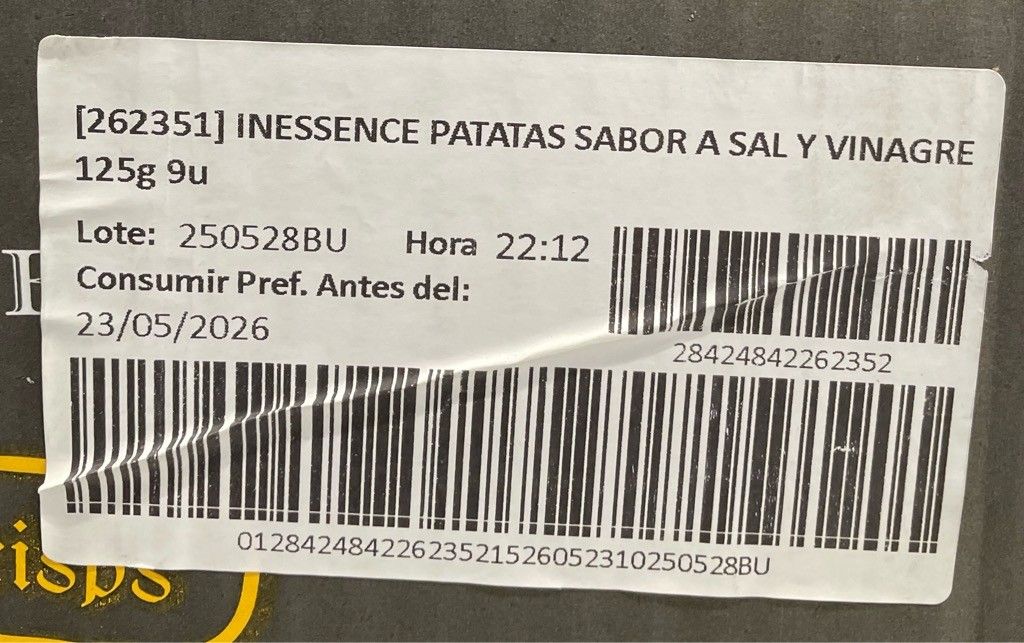 [262351] INESSENCE PATATAS SABOR A SAL Y VINAGRE
125g 9u
Lote: 250528BU Hora 22:12
Consumir Pref. Antes del:
23/05/2026
28424842262352
01284248422623521526052310250528BU